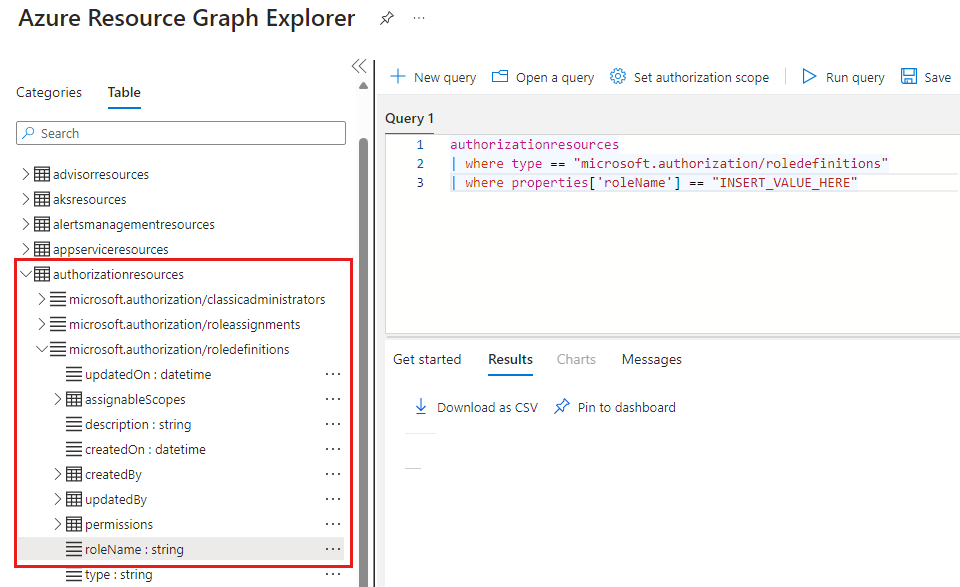 Azure Resource Graph Explorer
Categories
Table
Search
advisorresources
aksresources
alertsmanagementresources
appserviceresources
authorizationresources
microsoft.authorization/classicadministrators
microsoft.authorization/roleassignments
microsoft.authorization/roledefinitions
updatedOn : datetime
assignableScopes
description : string
createdOn : datetime
createdBy
updatedBy
permissions
roleName : string
type : string
New query
Open a query
Set authorization scope
Run query
Save
Query 1
1 authorizationresources
2 | where type == "microsoft.authorization/roledefinitions"
3 | where properties['roleName'] == "INSERT_VALUE_HERE"
Get started
Results
Charts
Messages
Download as CSV
Pin to dashboard